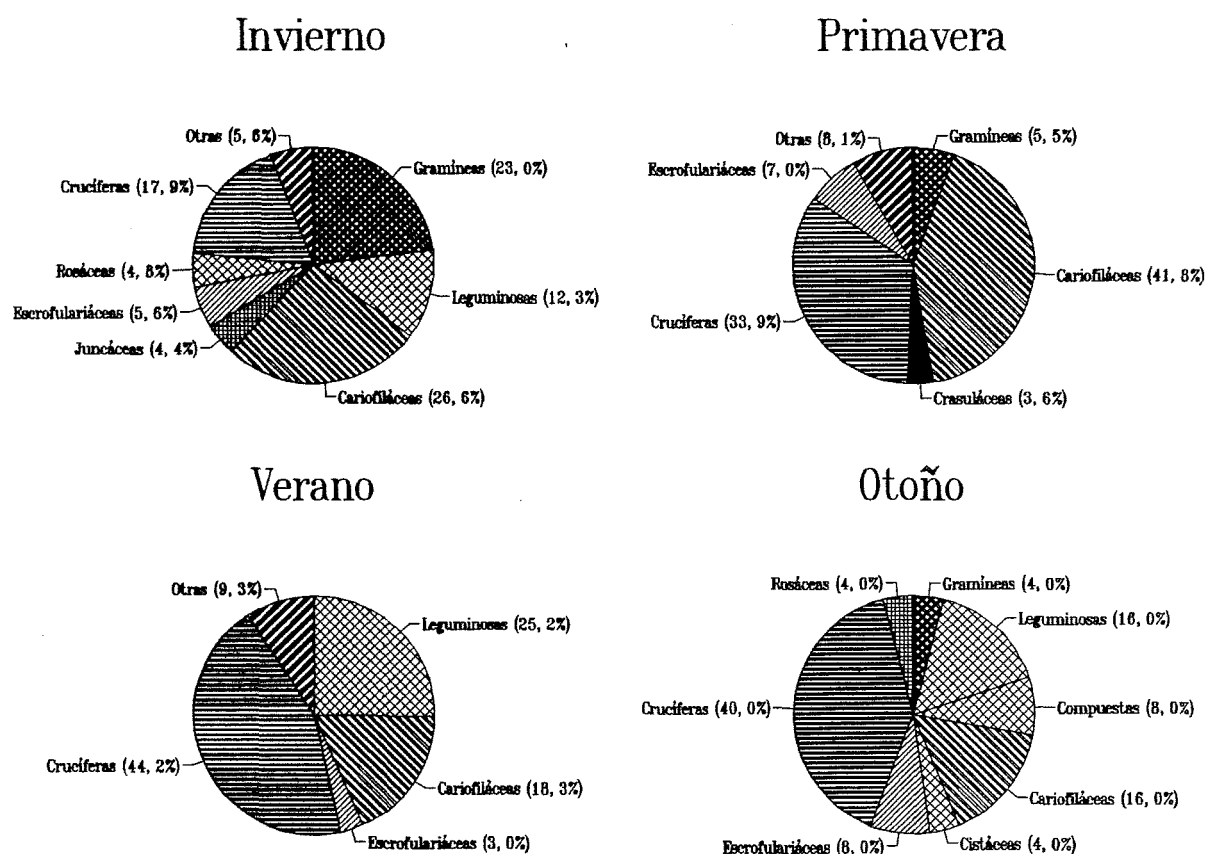 Invierno
Otras (5, 6%)
Gramíneas (23, 0%)
Crucíferas (17, 9%)
Rosáceas (4, 8%)
Leguminosas (12, 3%)
Escrofulariáceas (5, 6%)
Juncáceas (4, 4%)
Cariofiláceas (26, 6%)
Primavera
Otras (8, 1%)
Gramíneas (5, 5%)
Escrofulariáceas (7, 0%)
Cariofiláceas (41, 8%)
Crucíferas (33, 9%)
Crasuláceas (3, 6%)
Verano
Otras (9, 3%)
Leguminosas (25, 2%)
Crucíferas (44, 2%)
Cariofiláceas (18, 3%)
Escrofulariáceas (3, 0%)
Otoño
Rosáceas (4, 0%)
Gramíneas (4, 0%)
Leguminosas (16, 0%)
Crucíferas (40, 0%)
Compuestas (8, 0%)
Cariofiláceas (16, 0%)
Escrofulariáceas (8, 0%)
Cistáceas (4, 0%)